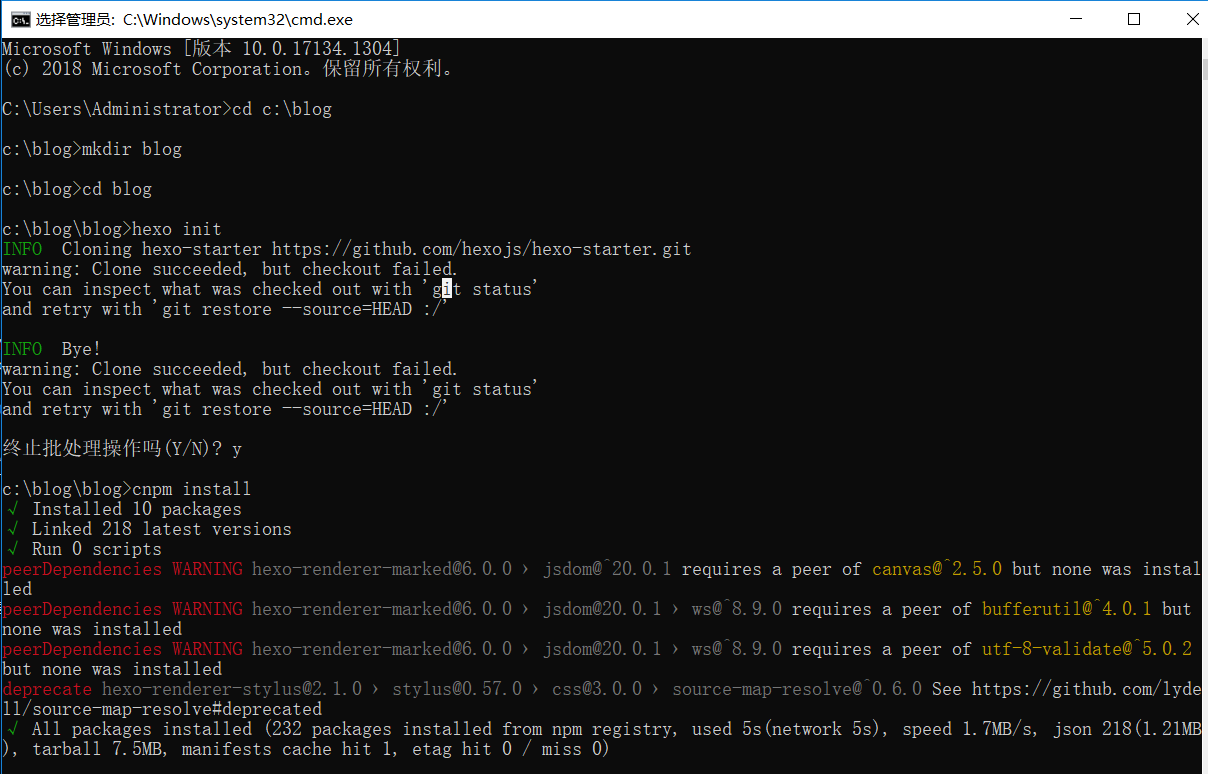 选择管理员: C:\Windows\system32\cmd.exe
Microsoft Windows [版本 10.0.17134.1304]
(c) 2018 Microsoft Corporation。保留所有权利。
C:\Users\Administrator>cd c:\blog
c:\blog>mkdir blog
c:\blog>cd blog
c:\blog\blog>hexo init
INFO  Cloning hexo-starter https://github.com/hexojs/hexo-starter.git
warning: Clone succeeded, but checkout failed.
You can inspect what was checked out with 'git status'
and retry with 'git restore --source=HEAD :/'
INFO  Bye!
warning: Clone succeeded, but checkout failed.
You can inspect what was checked out with 'git status'
and retry with 'git restore --source=HEAD :/'
终止批处理操作吗(Y/N)? y
c:\blog\blog>cnpm install
√ Installed 10 packages
√ Linked 218 latest versions
√ Run 0 scripts
peerDependencies WARNING hexo-renderer-marked@6.0.0 › jsdom@^20.0.1 requires a peer of canvas@^2.5.0 but none was instal
led
peerDependencies WARNING hexo-renderer-marked@6.0.0 › jsdom@20.0.1 › ws@^8.9.0 requires a peer of bufferutil@^4.0.1 but
none was installed
peerDependencies WARNING hexo-renderer-marked@6.0.0 › jsdom@20.0.1 › ws@^8.9.0 requires a peer of utf-8-validate@^5.0.2
but none was installed
deprecate hexo-renderer-stylus@2.1.0 › stylus@0.57.0 › css@3.0.0 › source-map-resolve@^0.6.0 See https://github.com/lyde
ll/source-map-resolve#deprecated
√ All packages installed (232 packages installed from npm registry, used 5s(network 5s), speed 1.7MB/s, json 218(1.21MB
), tarball 7.5MB, manifests cache hit 1, etag hit 0 / miss 0)